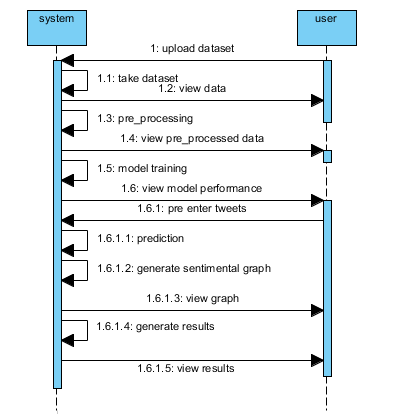 system
user
1: upload dataset
1.1: take dataset
1.2: view data
1.3: pre_processing
1.4: view pre_processed data
1.5: model training
1.6: view model performance
1.6.1: pre enter tweets
1.6.1.1: prediction
1.6.1.2: generate sentimental graph
1.6.1.3: view graph
1.6.1.4: generate results
1.6.1.5: view results